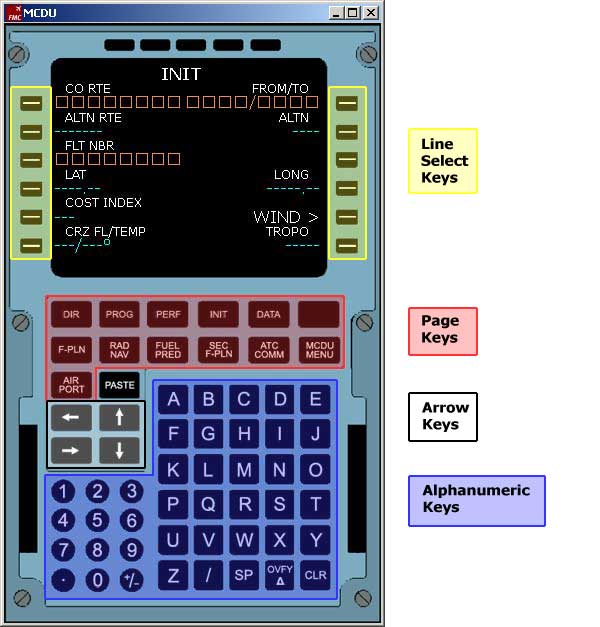 FMC MCDU
INIT
CO RTE FROM/TO
□□□□□□□□□ □□□□/□□□□
ALTN RTE ALTN
------- ----
FLT NBR
□□□□□□□□
LAT LONG
----.-- -----.--
COST INDEX
--- WIND >
CRZ FL/TEMP TROPO
---/---° -----
DIR PROG PERF INIT DATA
F-PLN RAD NAV FUEL PRED SEC F-PLN ATC COMM MCDU MENU
AIR PORT PASTE
← ↑
→ ↓
A B C D E
F G H I J
K L M N O
P Q R S T
U V W X Y
Z / SP OVFY Δ CLR
1 2 3
4 5 6
7 8 9
. 0 +/-
Line
Select
Keys
Page
Keys
Arrow
Keys
Alphanumeric
Keys